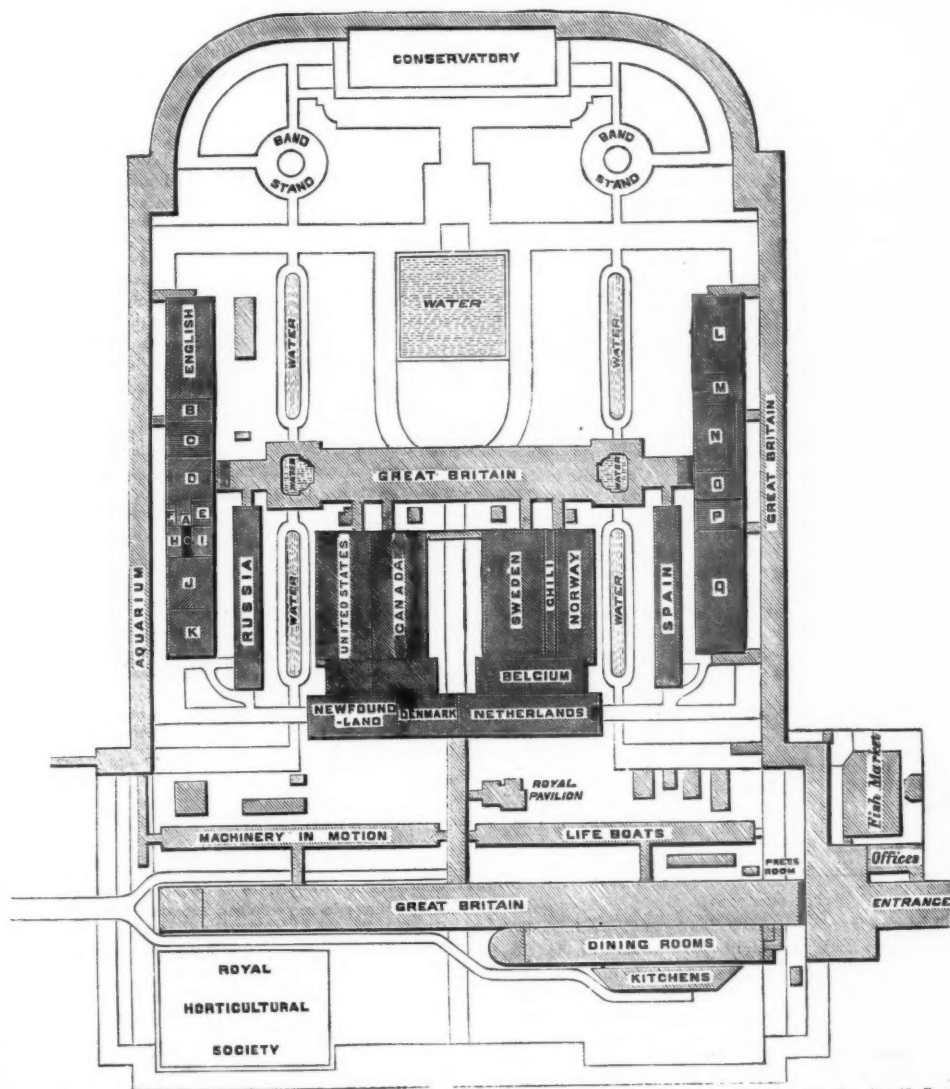 CONSERVATORY
BAND
STAND
BAND
STAND
WATER
WATER
WATER
ENGLISH
L
B
M
C
N
D
GREAT BRITAIN
WATER
WATER
O
GREAT BRITAIN
F
A
E
P
H
G
I
AQUARIUM
J
K
RUSSIA
WATER
UNITED STATES
CANADA
SWEDEN
CHILI
NORWAY
WATER
SPAIN
Q
BELGIUM
NEWFOUND
-LAND
DENMARK
NETHERLANDS
ROYAL
PAVILION
Fish Market
MACHINERY IN MOTION
LIFE BOATS
PRESS
ROOM
Offices
GREAT BRITAIN
ENTRANCE
DINING ROOMS
KITCHENS
ROYAL
HORTICULTURAL
SOCIETY